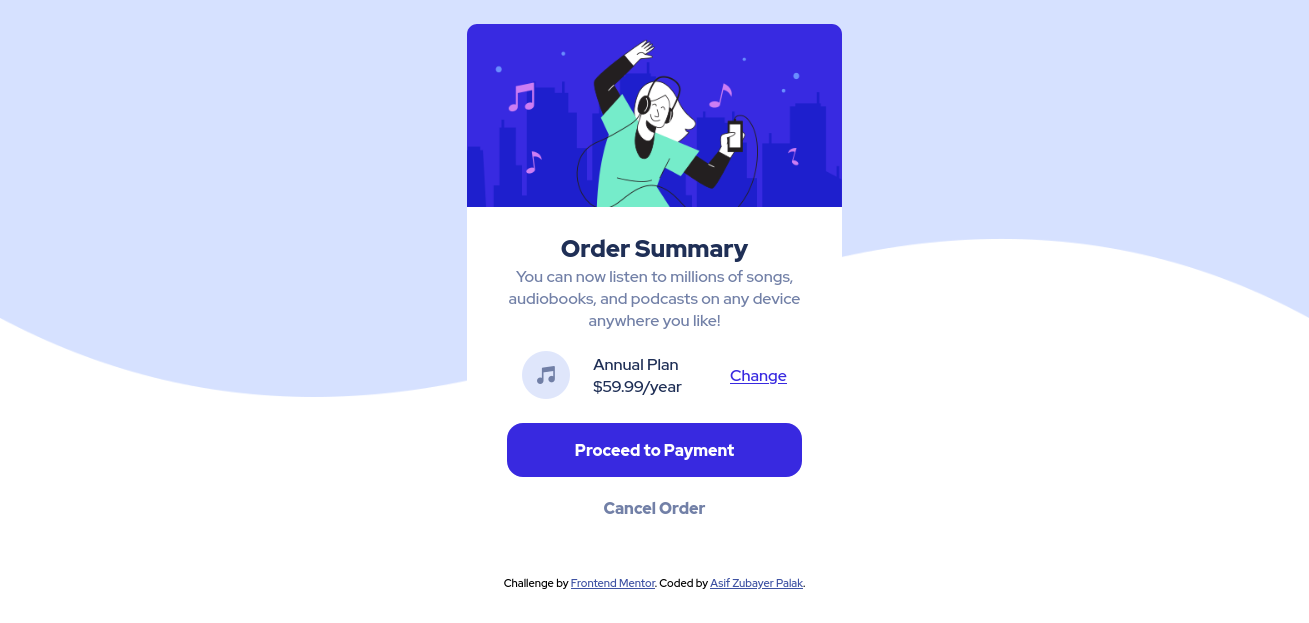 Order Summary
You can now listen to millions of songs,
audiobooks, and podcasts on any device
anywhere you like!
Annual Plan
$59.99/year
Change
Proceed to Payment
Cancel Order
Challenge by Frontend Mentor. Coded by Asif Zubayer Palak.